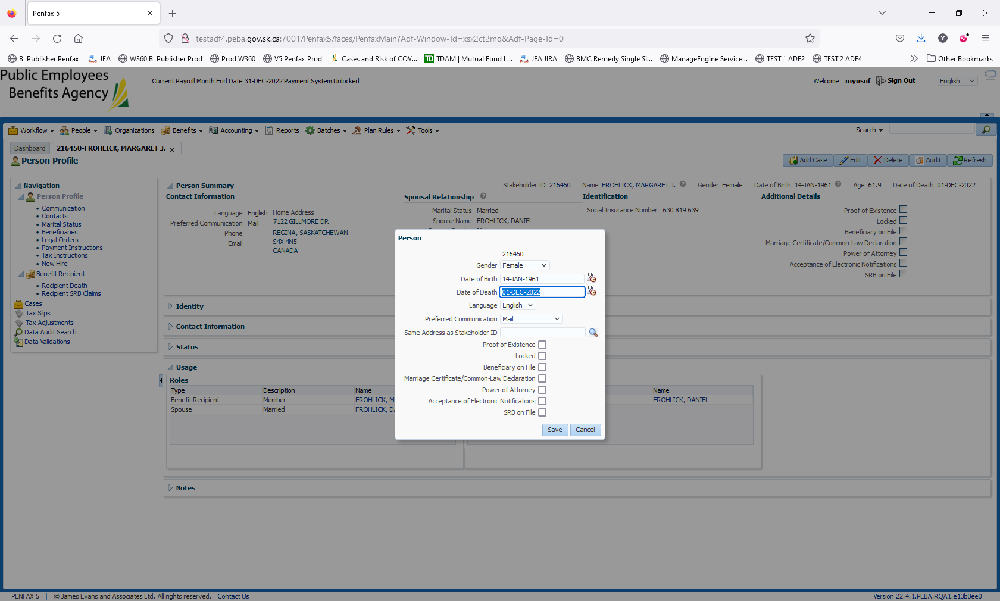 Penfax 5
testadf4.peba.gov.sk.ca:7001/Penfax5/faces/PenfaxMain?Adf-Window-Id=xsx2ct2mq&Adf-Page-Id=0
BI Publisher Penfax JEA W360 BI Publisher Prod Prod W360 V5 Penfax Prod Cases and Risk of COV... TD TDAM | Mutual Fund L... JEA JIRA BMC Remedy Single Si... ManageEngine Service... TEST 1 ADF2 TEST 2 ADF4 Other Bookmarks
Public Employees
Benefits Agency
Current Payroll Month End Date 31-DEC-2022 Payment System Unlocked
Welcome myusuf Sign Out English
Workflow People Organizations Benefits Accounting Reports Batches Plan Rules Tools Search
Dashboard 216450-FROHLICK, MARGARET J.
Person Profile
Add Case Edit Delete Audit Refresh
Navigation
Person Profile
Communication
Contacts
Marital Status
Beneficiaries
Legal Orders
Payment Instructions
Tax Instructions
New Hire
Benefit Recipient
Recipient Death
Recipient SRB Claims
Cases
Tax Slips
Tax Adjustments
Data Audit Search
Data Validations
Person Summary
Stakeholder ID 216450 Name FROHLICK, MARGARET J. Gender Female Date of Birth 14-JAN-1961 Age 61.9 Date of Death 01-DEC-2022
Contact Information
Language English
Preferred Communication Mail
Phone
Email
Home Address
7122 GILLMORE DR
REGINA, SASKATCHEWAN
S4X 4N5
CANADA
Spousal Relationship
Marital Status Married
Spouse Name FROHLICK, DANIEL
Identification
Social Insurance Number 630 819 639
Additional Details
Proof of Existence
Locked
Beneficiary on File
Marriage Certificate/Common-Law Declaration
Power of Attorney
Acceptance of Electronic Notifications
SRB on File
Identity
Contact Information
Status
Usage
Roles
Type Description Name
Benefit Recipient Member FROHLICK, M
Spouse Married FROHLICK, D
Name
FROHLICK, DANIEL
Notes
Person
216450
Gender Female
Date of Birth 14-JAN-1961
Date of Death 01-DEC-2022
Language English
Preferred Communication Mail
Same Address as Stakeholder ID
Proof of Existence
Locked
Beneficiary on File
Marriage Certificate/Common-Law Declaration
Power of Attorney
Acceptance of Electronic Notifications
SRB on File
Save Cancel
PENFAX 5 | © James Evans and Associates Ltd. All rights reserved. Contact Us
Version 22.4.1.PEBA.RQA1.e13b0ee0